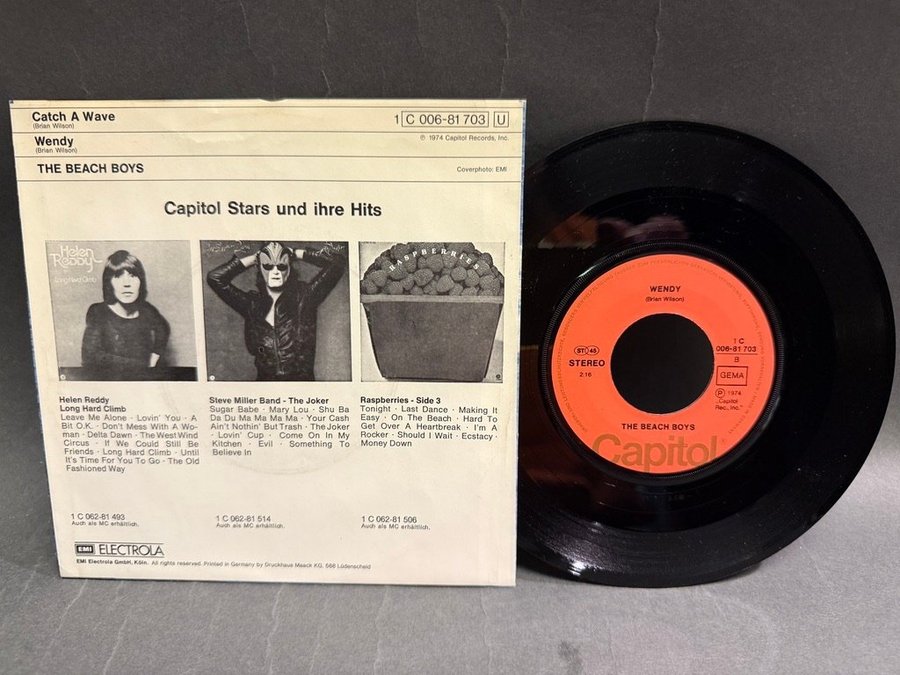 Catch A Wave
(Brian Wilson)
1 C 006-81 703 U
Wendy
(Brian Wilson)
℗ 1974 Capitol Records, Inc.
THE BEACH BOYS
Coverphoto: EMI
Capitol Stars und ihre Hits
Helen
Reddy
Long Hard Climb
RASPBERRIES
Helen Reddy
Long Hard Climb
Leave Me Alone · Lovin' You · A
Bit O.K. · Don't Mess With A Wo-
man · Delta Dawn · The West Wind
Circus · If We Could Still Be
Friends · Long Hard Climb · Until
It's Time For You To Go · The Old
Fashioned Way
1 C 062-81 493
Auch als MC erhältlich.
Steve Miller Band - The Joker
Sugar Babe · Mary Lou · Shu Ba
Da Du Ma Ma Ma Ma · Your Cash
Ain't Nothin' But Trash · The Joker
· Lovin' Cup · Come On In My
Kitchen · Evil · Something To
Believe In
1 C 062-81 514
Auch als MC erhältlich.
Raspberries - Side 3
Tonight · Last Dance · Making It
Easy · On The Beach · Hard To
Get Over A Heartbreak · I'm A
Rocker · Should I Wait · Ecstacy ·
Money Down
1 C 062-81 506
Auch als MC erhältlich.
EMI ELECTROLA
EMI Electrola GmbH, Köln. All rights reserved. Printed in Germany by Druckhaus Maack KG, 588 Lüdenscheid
WENDY
(Brian Wilson)
ST 45
STEREO
2.16
1 C
006-81 703
B
GEMA
℗ 1974
Capitol
Rec., Inc.
THE BEACH BOYS
Capitol